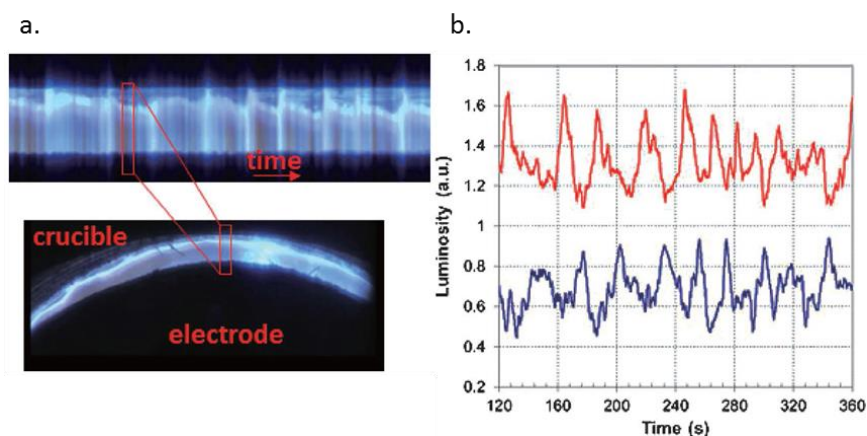 a.
b.
time
crucible
electrode
Luminosity (a.u.)
1.8
1.6
1.4
1.2
1
0.8
0.6
0.4
0.2
120 160 200 240 280 320 360
Time (s)